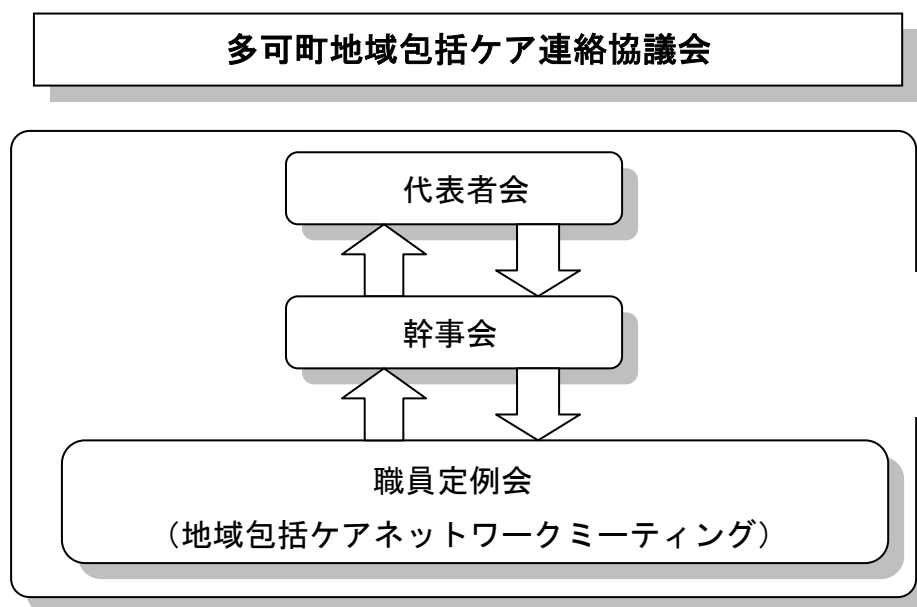 多可町地域包括ケア連絡協議会
代表者会
幹事会
職員定例会
（地域包括ケアネットワークミーティング）